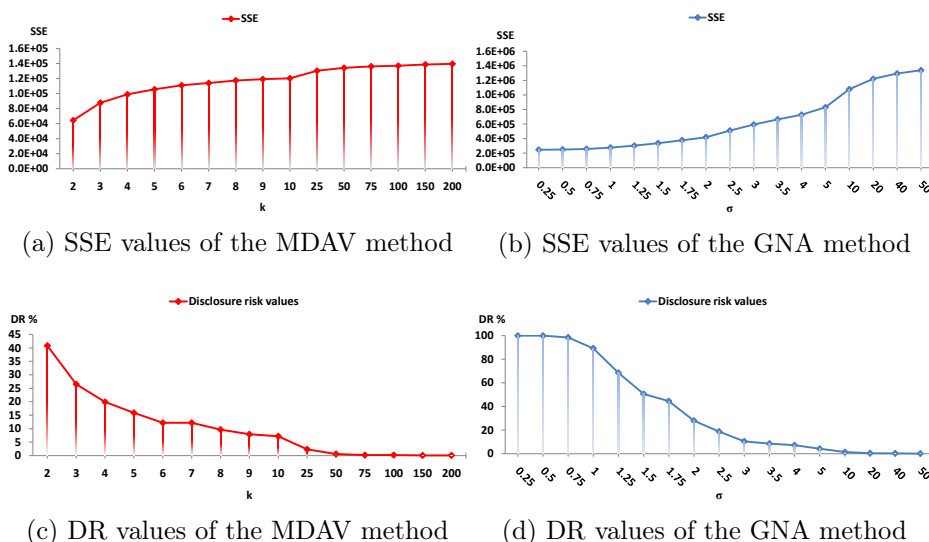 SSE
SSE
1.6E+05
1.4E+05
1.2E+05
1.0E+05
8.0E+04
6.0E+04
4.0E+04
2.0E+04
0.0E+00
2 3 4 5 6 7 8 9 10 25 50 75 100 150 200
k
(a) SSE values of the MDAV method
SSE
SSE
1.6E+06
1.4E+06
1.2E+06
1.0E+06
8.0E+05
6.0E+05
4.0E+05
2.0E+05
0.0E+00
0.25 0.5 0.75 1 1.25 1.5 1.75 2 2.5 3 3.5 4 5 10 20 40 50
σ
(b) SSE values of the GNA method
Disclosure risk values
DR %
45
40
35
30
25
20
15
10
5
0
2 3 4 5 6 7 8 9 10 25 50 75 100 150 200
k
(c) DR values of the MDAV method
Disclosure risk values
DR %
100
80
60
40
20
0
0.25 0.5 0.75 1 1.25 1.5 1.75 2 2.5 3 3.5 4 5 10 20 40 50
σ
(d) DR values of the GNA method